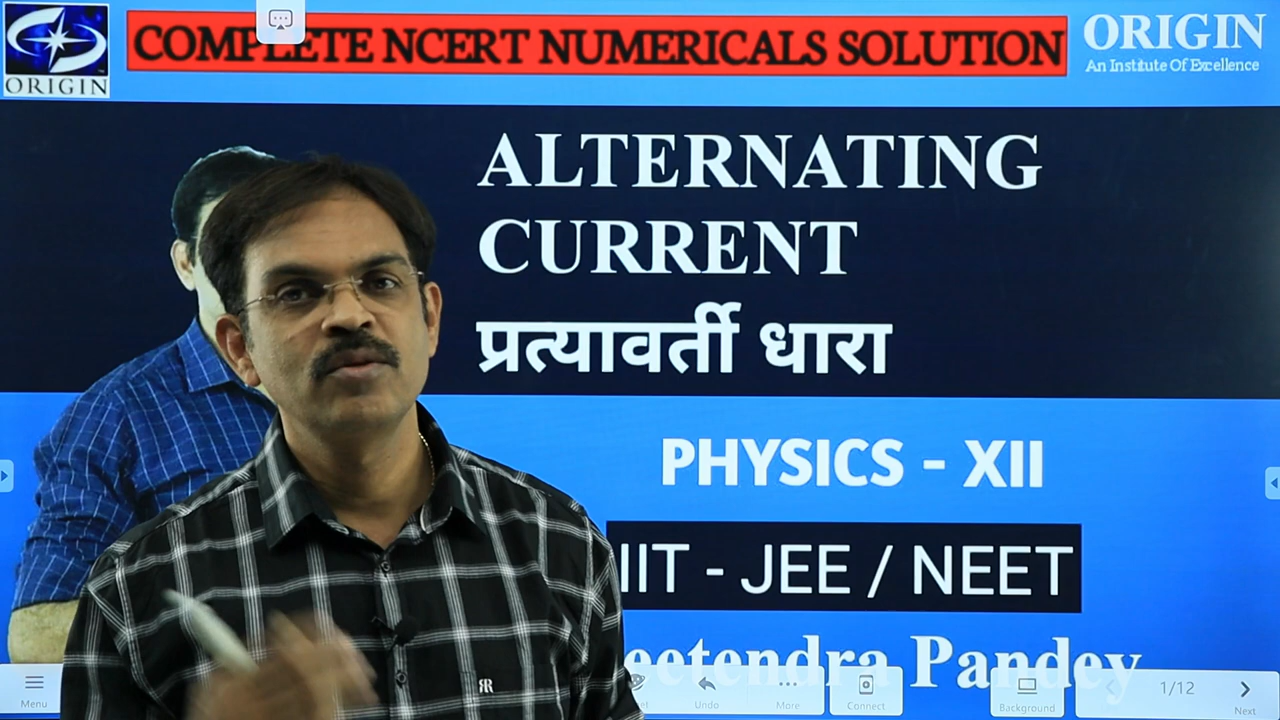 COMPLETE NCERT NUMERICALS SOLUTION
ORIGIN
An Institute Of Excellence
ORIGIN
ALTERNATING
CURRENT
प्रत्यावर्ती धारा
PHYSICS - XII
IIT - JEE / NEET
Pandey
Menu
Undo
More
Connect
Background
1/12
Next